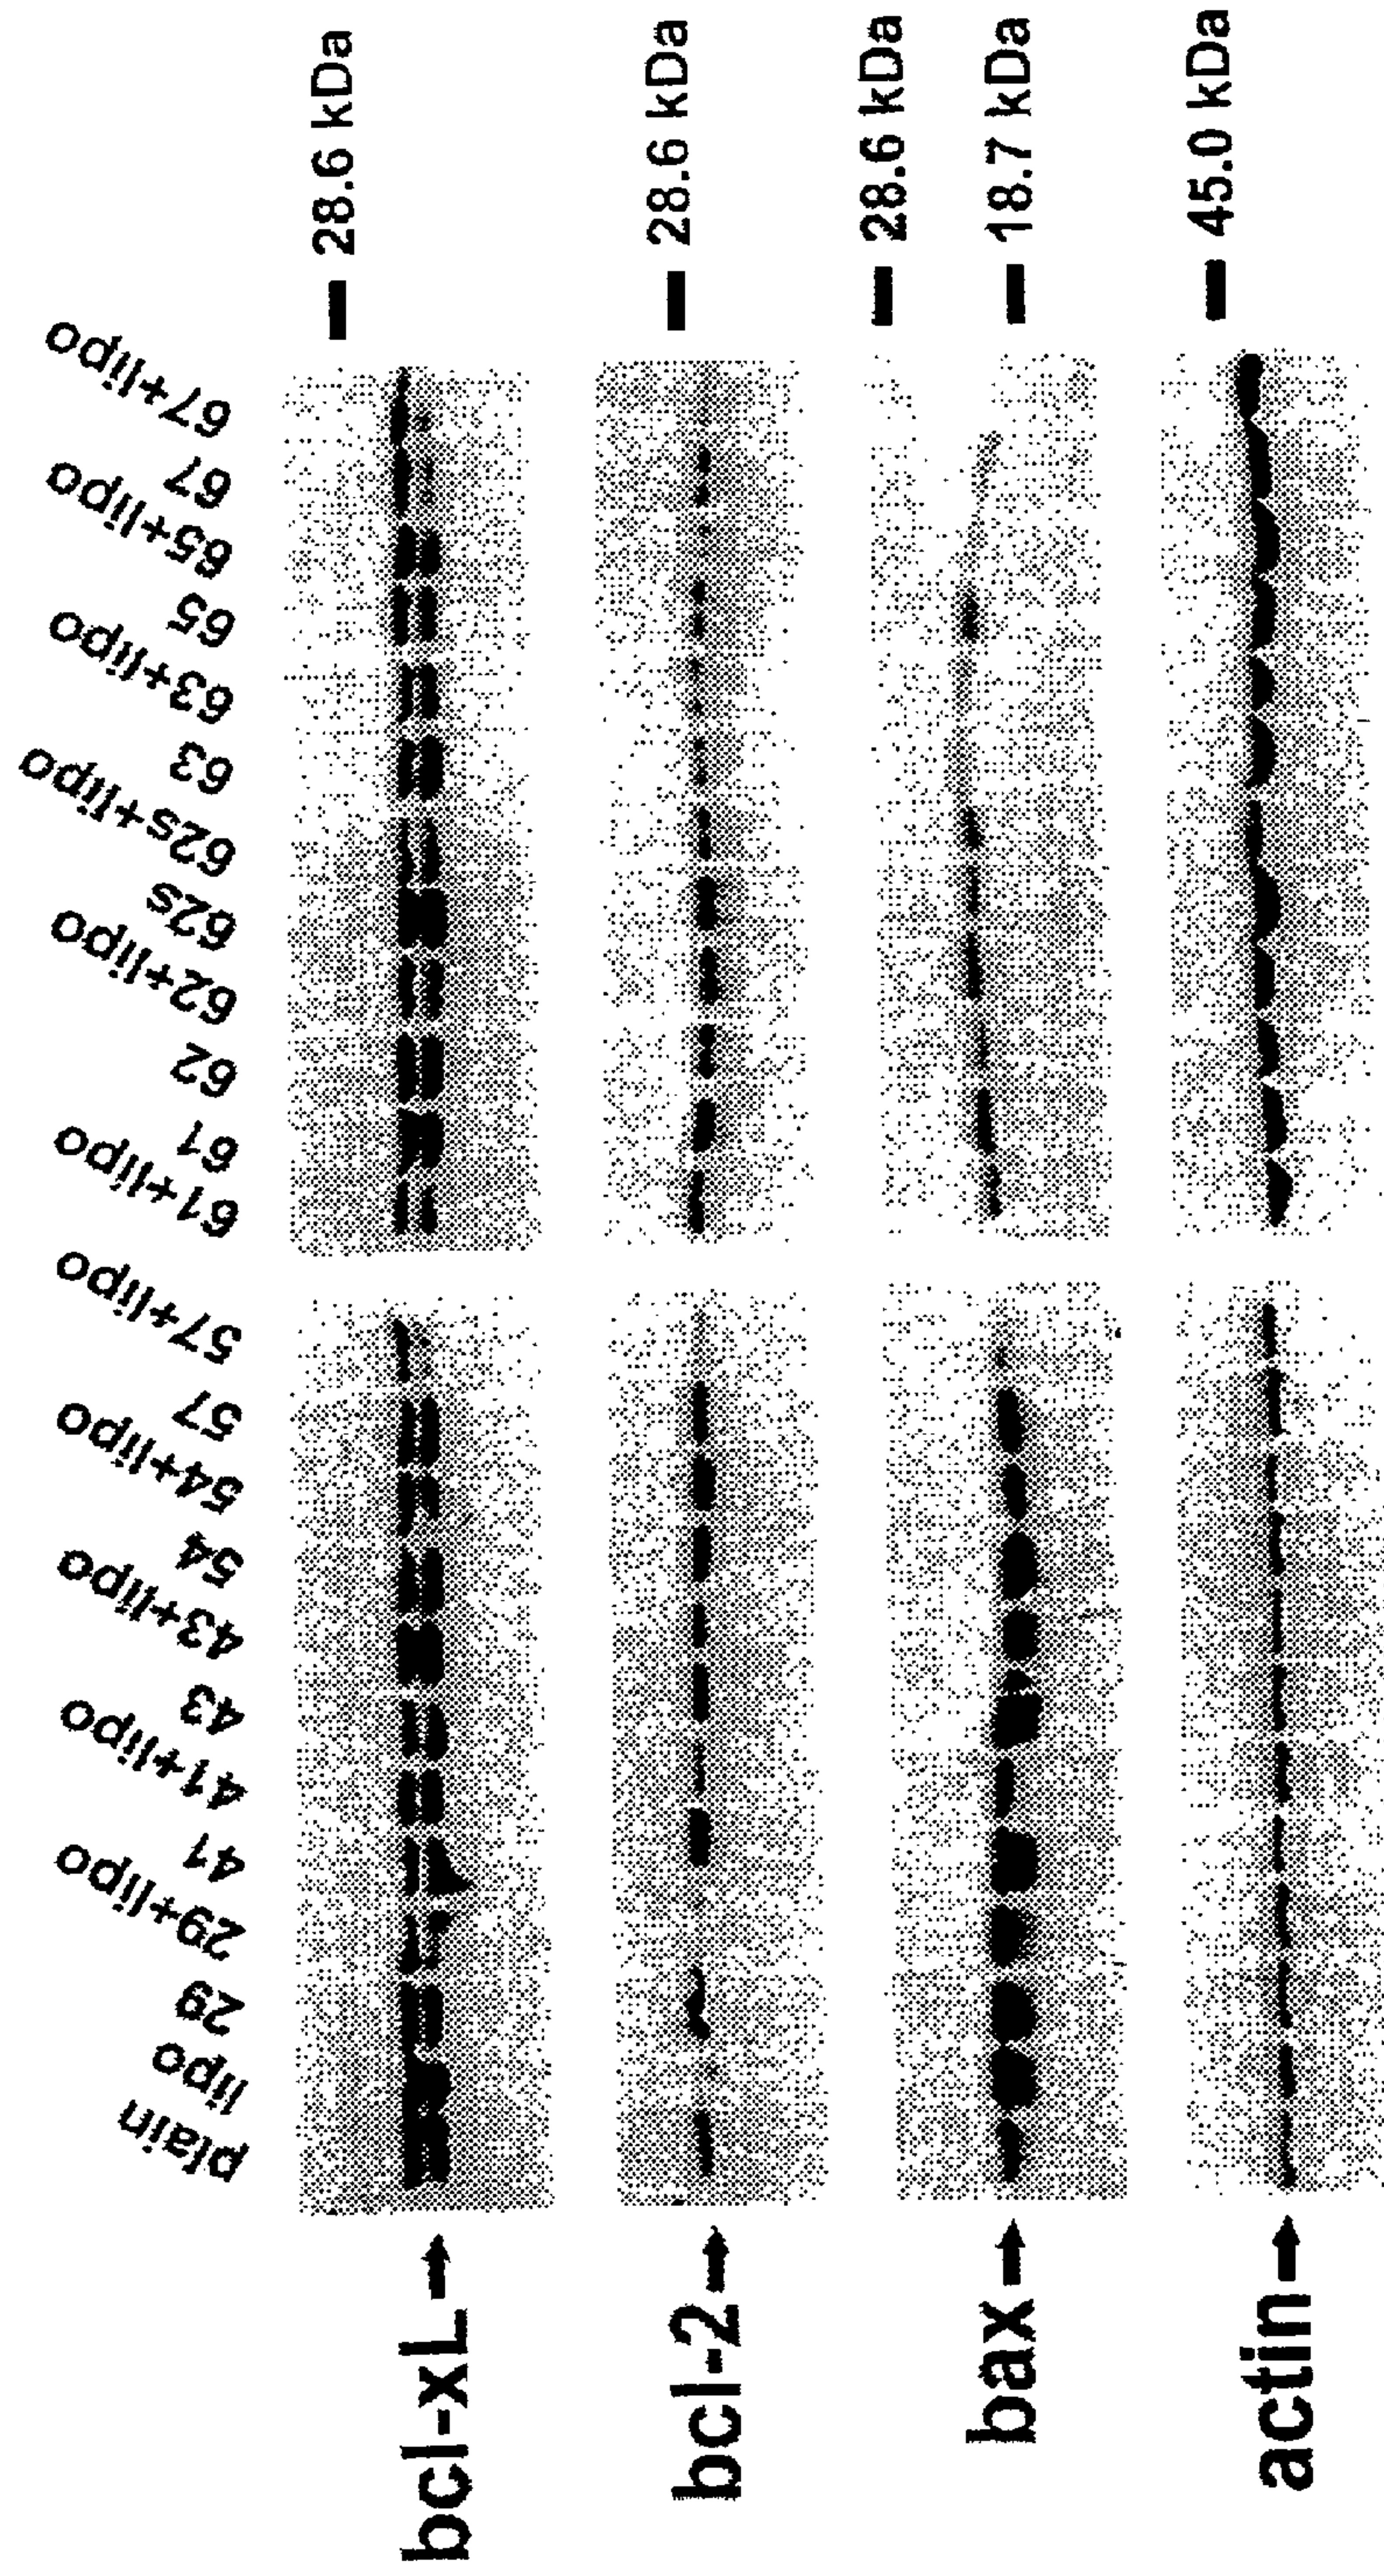 plain
lipo
29
29+lipo
41
41+lipo
43
43+lipo
54
54+lipo
57
57+lipo
61+lipo
61
62
62+lipo
62s
62s+lipo
63
63+lipo
65
65+lipo
67
67+lipo
bcl-xL
28.6 kDa
bcl-2
28.6 kDa
bax
28.6 kDa
18.7 kDa
actin
45.0 kDa